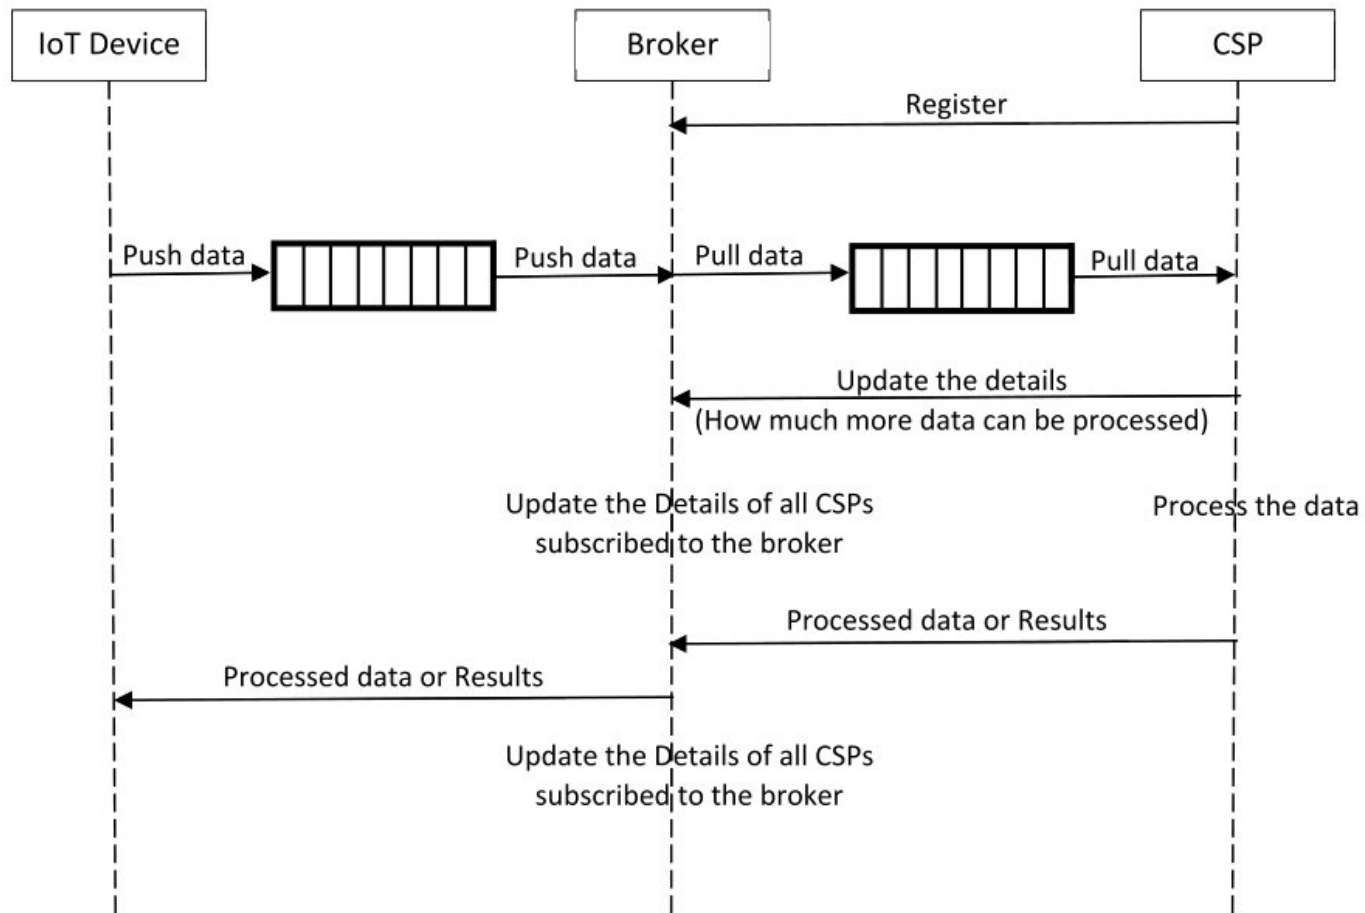 IoT Device
Broker
CSP
Register
Push data
Push data
Pull data
Pull data
Update the details
(How much more data can be processed)
Update the Details of all CSPs
subscribed to the broker
Process the data
Processed data or Results
Processed data or Results
Update the Details of all CSPs
subscribed to the broker